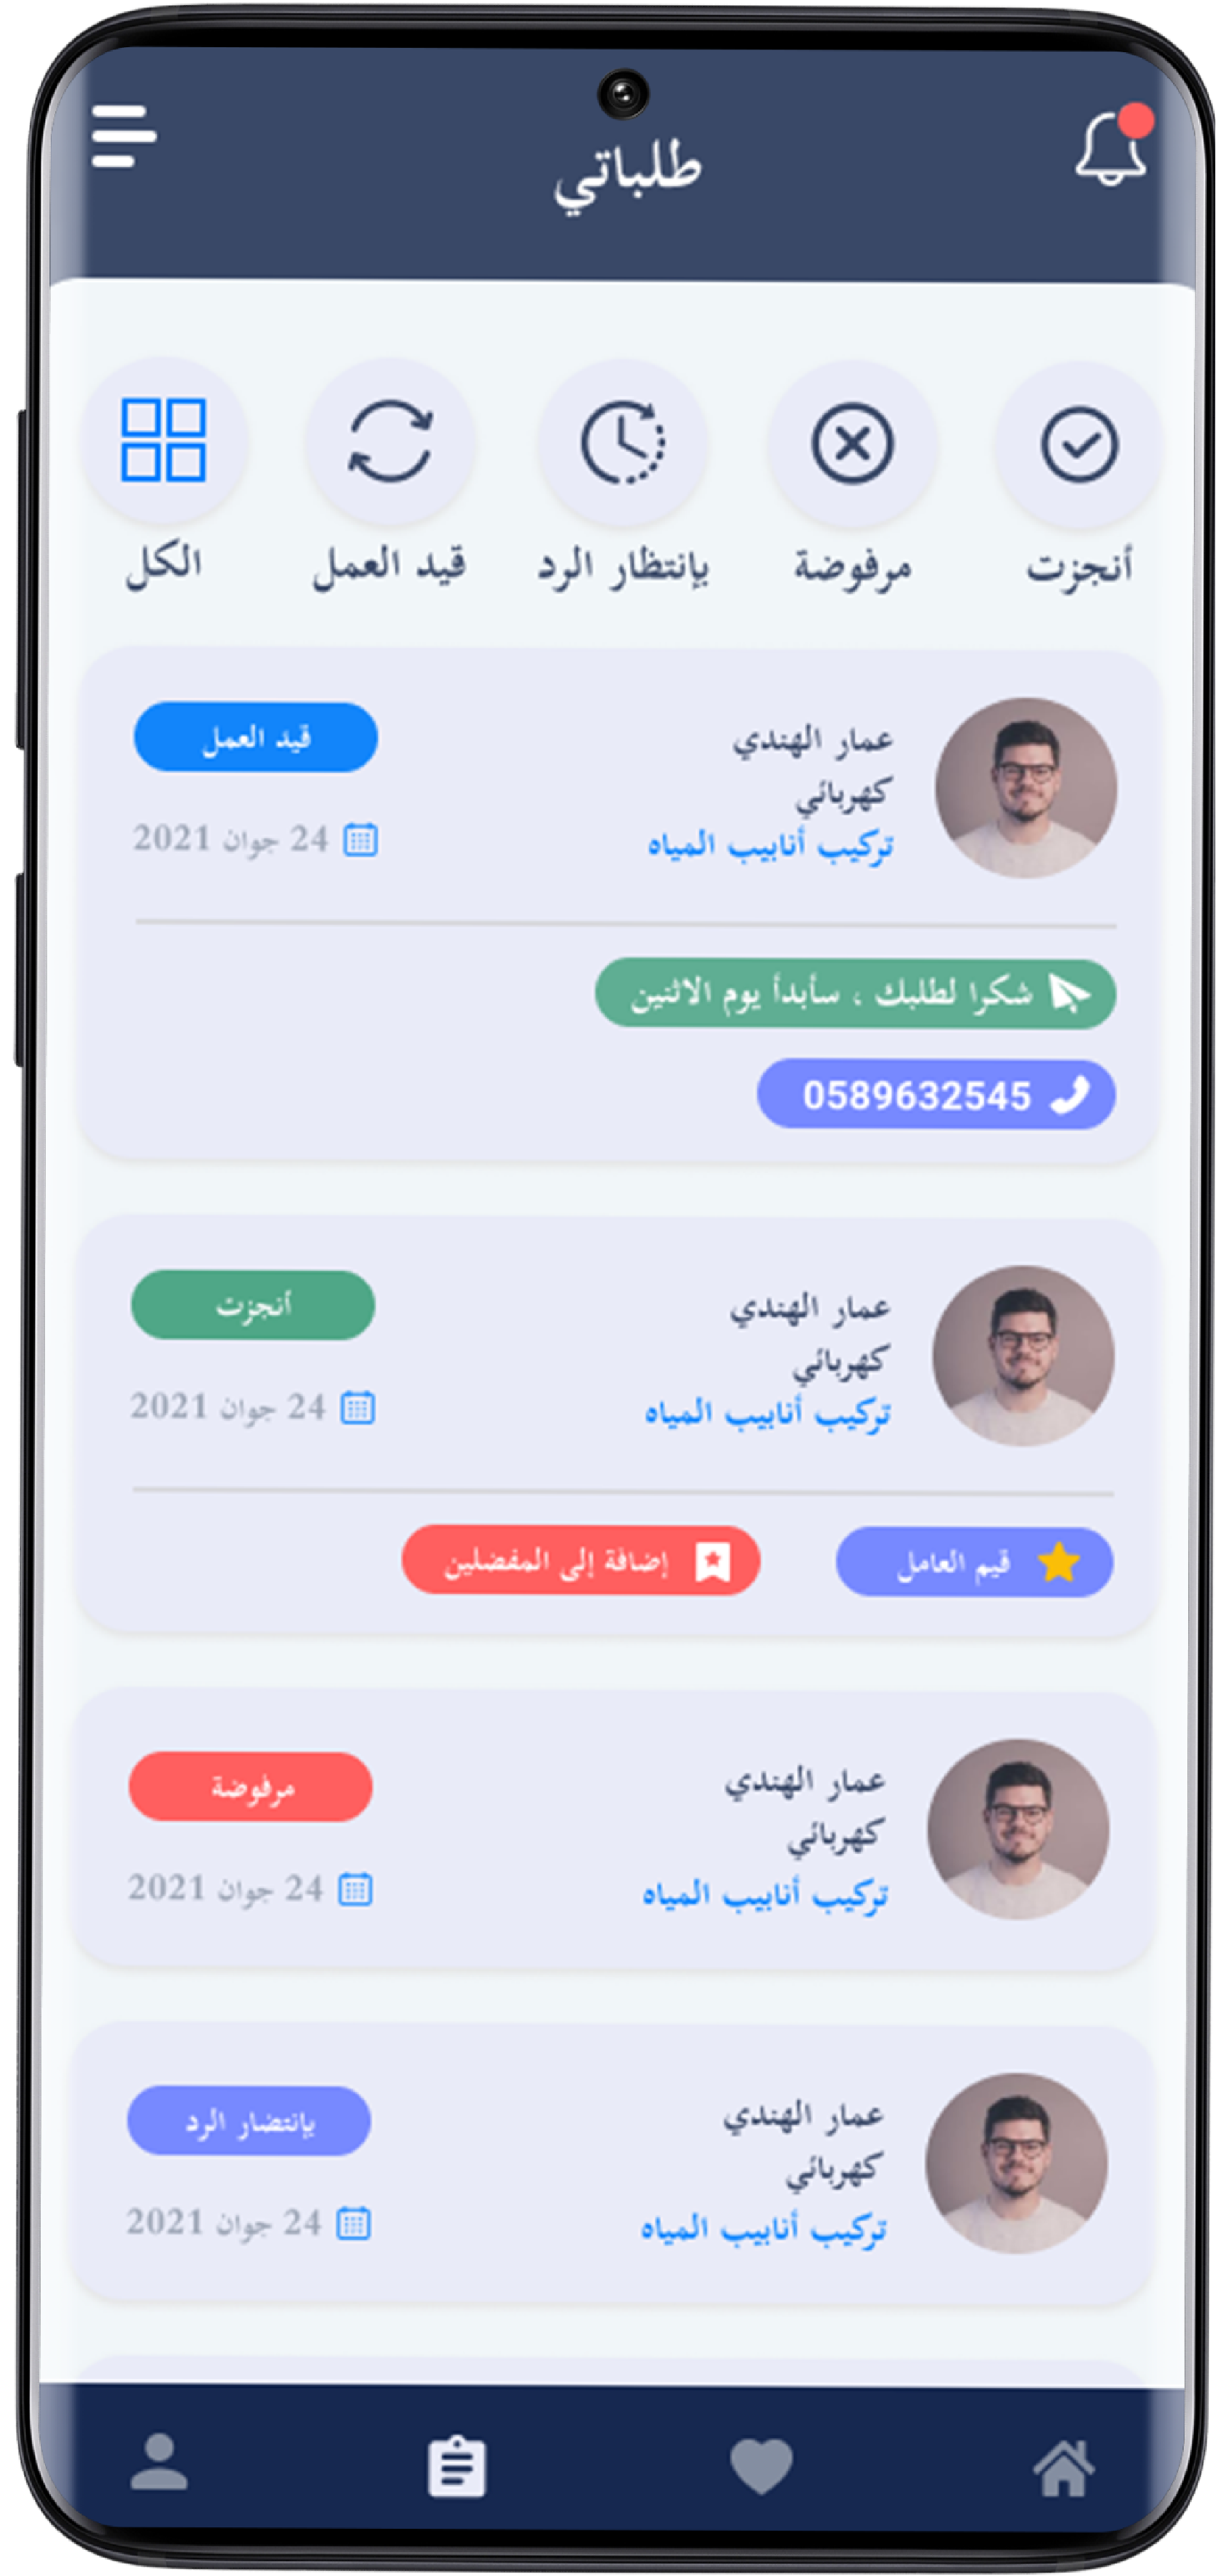 طلباتي
أنجزت
مرفوضة
بإنتظار الرد
قيد العمل
الكل
عمار الهندي
كهربائي
تركيب أنابيب المياه
قيد العمل
24 جوان 2021
شكرا لطلبك ، سأبدأ يوم الاثنين
0589632545
عمار الهندي
كهربائي
تركيب أنابيب المياه
أنجزت
24 جوان 2021
قيم العامل
إضافة إلى المفضلين
عمار الهندي
كهربائي
تركيب أنابيب المياه
مرفوضة
24 جوان 2021
عمار الهندي
كهربائي
تركيب أنابيب المياه
بإنتضار الرد
24 جوان 2021